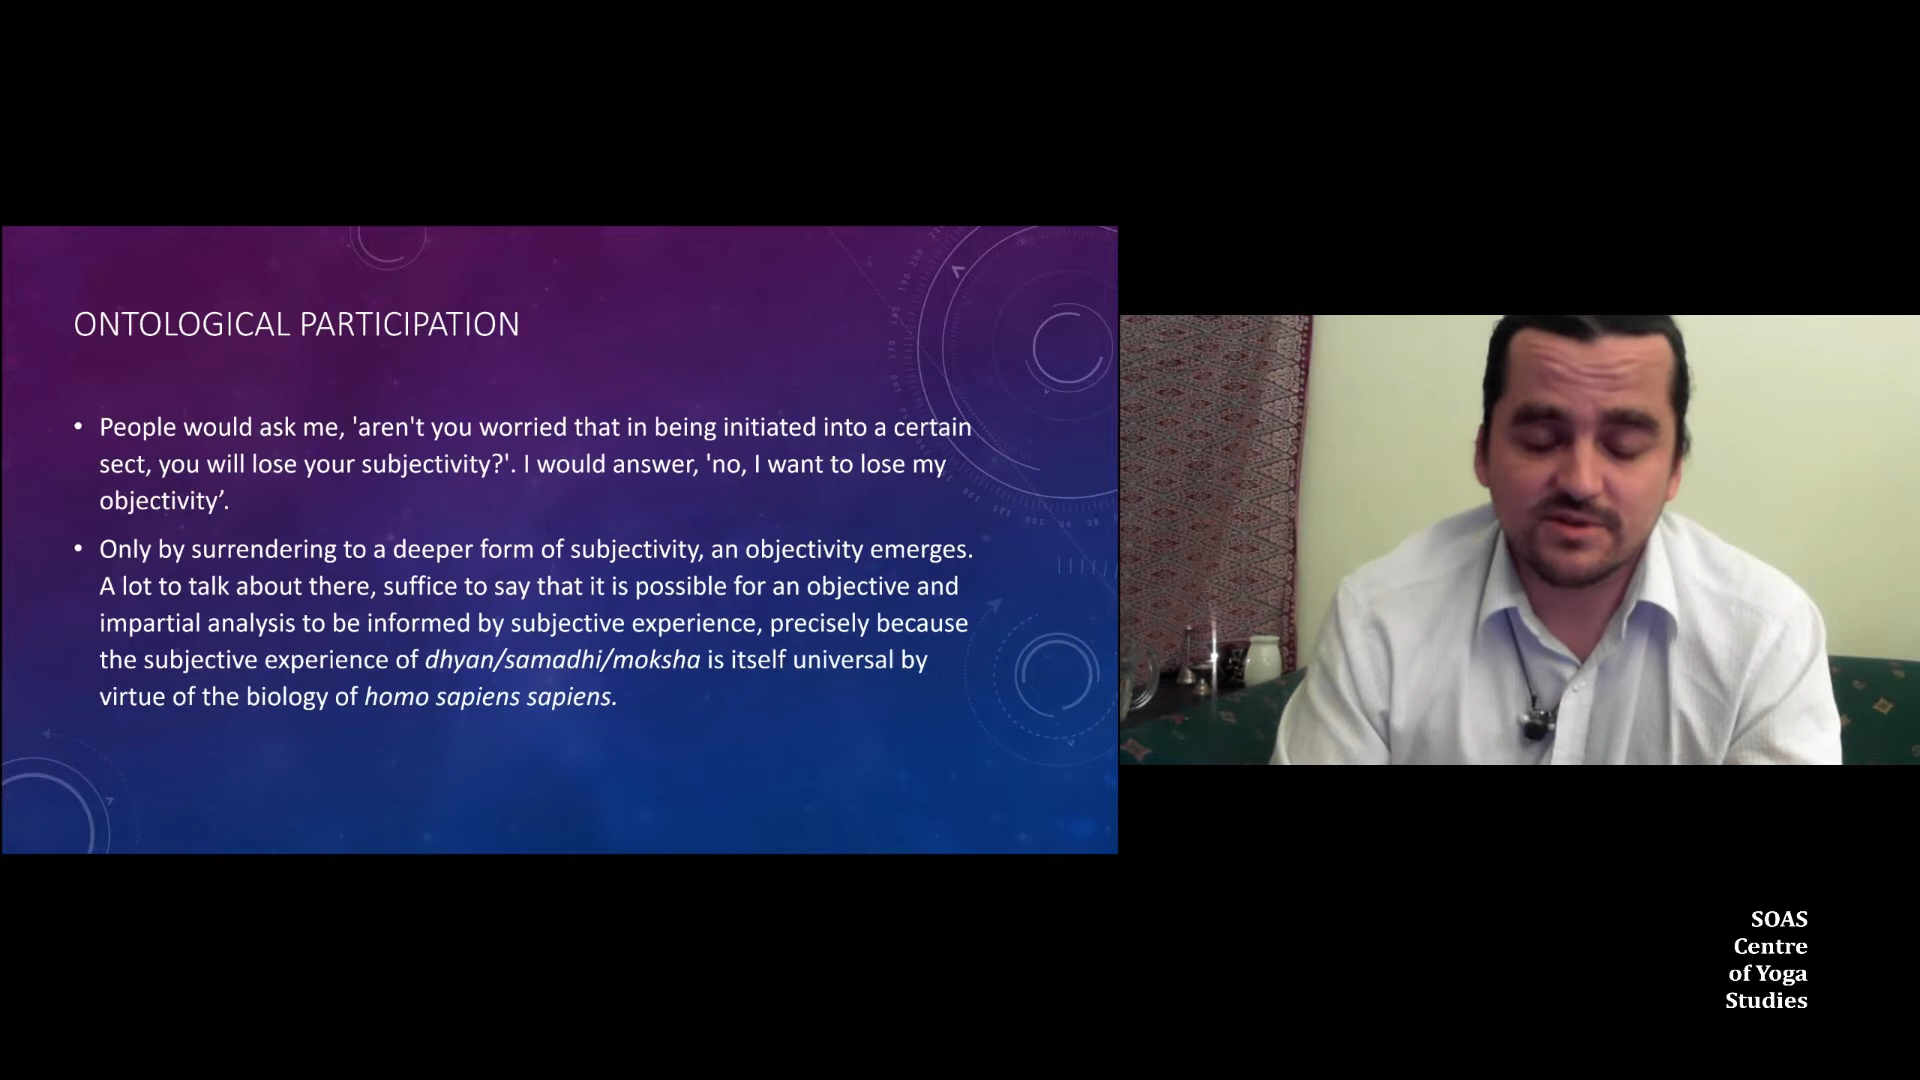 ONTOLOGICAL PARTICIPATION
• People would ask me, 'aren't you worried that in being initiated into a certain
sect, you will lose your subjectivity?'. I would answer, 'no, I want to lose my
objectivity’.
• Only by surrendering to a deeper form of subjectivity, an objectivity emerges.
A lot to talk about there, suffice to say that it is possible for an objective and
impartial analysis to be informed by subjective experience, precisely because
the subjective experience of dhyan/samadhi/moksha is itself universal by
virtue of the biology of homo sapiens sapiens.
SOAS
Centre
of Yoga
Studies